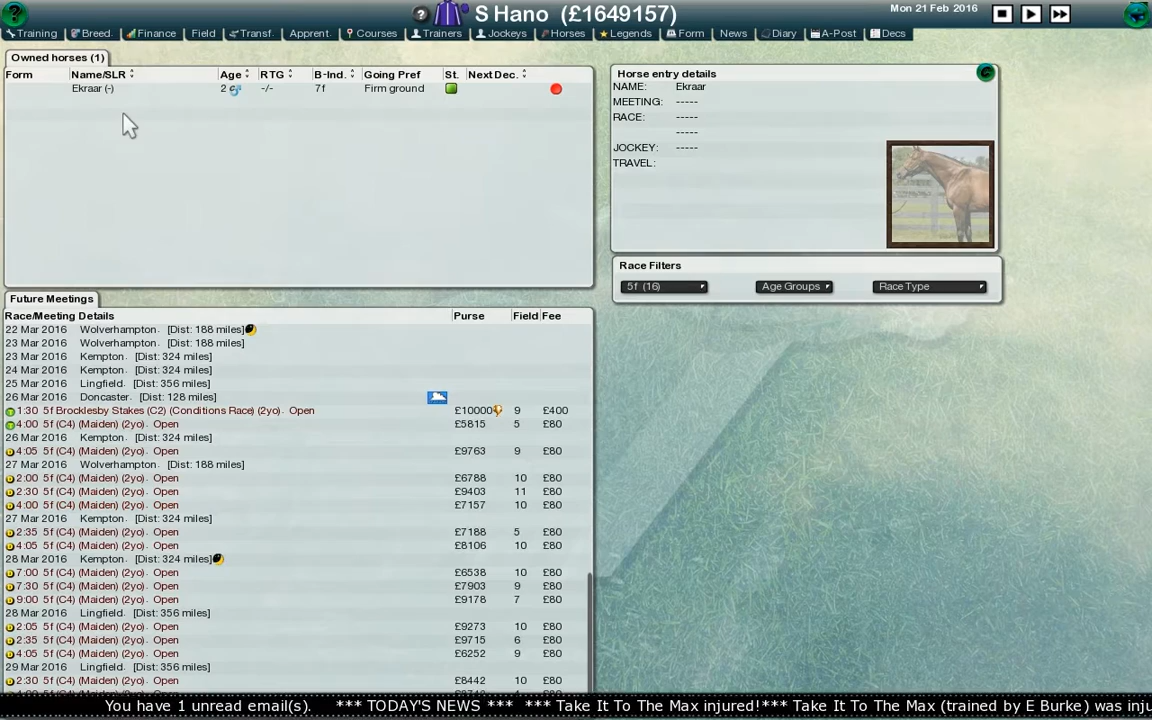 ? ? S Hano (£1649157) Mon 21 Feb 2016
Training Breed. Finance Field Transf. Apprent. Courses Trainers Jockeys Horses Legends Form News Diary A-Post Decs
Owned horses (1)
Form Name/SLR Age RTG B-Ind. Going Pref St. Next Dec.
Ekraar (-) 2 -/- 7f Firm ground
Horse entry details
NAME: Ekraar
MEETING: -----
RACE: -----
-----
JOCKEY: -----
TRAVEL:
Race Filters
5f (16) Age Groups Race Type
Future Meetings
Race/Meeting Details Purse Field Fee
22 Mar 2016 Wolverhampton. [Dist: 188 miles]
23 Mar 2016 Wolverhampton. [Dist: 188 miles]
23 Mar 2016 Kempton. [Dist: 324 miles]
24 Mar 2016 Kempton. [Dist: 324 miles]
25 Mar 2016 Lingfield. [Dist: 356 miles]
26 Mar 2016 Doncaster. [Dist: 128 miles]
T 1:30 5f Brocklesby Stakes (C2) (Conditions Race) (2yo). Open £10000 9 £400
T 4:00 5f (C4) (Maiden) (2yo). Open £5815 5 £80
26 Mar 2016 Kempton. [Dist: 324 miles]
D 4:05 5f (C4) (Maiden) (2yo). Open £9763 9 £80
27 Mar 2016 Wolverhampton. [Dist: 188 miles]
D 2:00 5f (C4) (Maiden) (2yo). Open £6788 10 £80
D 2:30 5f (C4) (Maiden) (2yo). Open £9403 11 £80
D 4:00 5f (C4) (Maiden) (2yo). Open £7157 10 £80
27 Mar 2016 Kempton. [Dist: 324 miles]
D 2:35 5f (C4) (Maiden) (2yo). Open £7188 5 £80
D 4:05 5f (C4) (Maiden) (2yo). Open £8106 10 £80
28 Mar 2016 Kempton. [Dist: 324 miles]
D 7:00 5f (C4) (Maiden) (2yo). Open £6538 10 £80
D 7:30 5f (C4) (Maiden) (2yo). Open £7903 9 £80
D 9:00 5f (C4) (Maiden) (2yo). Open £9178 7 £80
28 Mar 2016 Lingfield. [Dist: 356 miles]
D 2:05 5f (C4) (Maiden) (2yo). Open £9273 10 £80
D 2:35 5f (C4) (Maiden) (2yo). Open £9715 6 £80
D 4:05 5f (C4) (Maiden) (2yo). Open £6252 9 £80
29 Mar 2016 Lingfield. [Dist: 356 miles]
D 2:30 5f (C4) (Maiden) (2yo). Open £8442 10 £80
You have 1 unread email(s). *** TODAY'S NEWS *** *** Take It To The Max injured!*** Take It To The Max (trained by E Burke) was inju